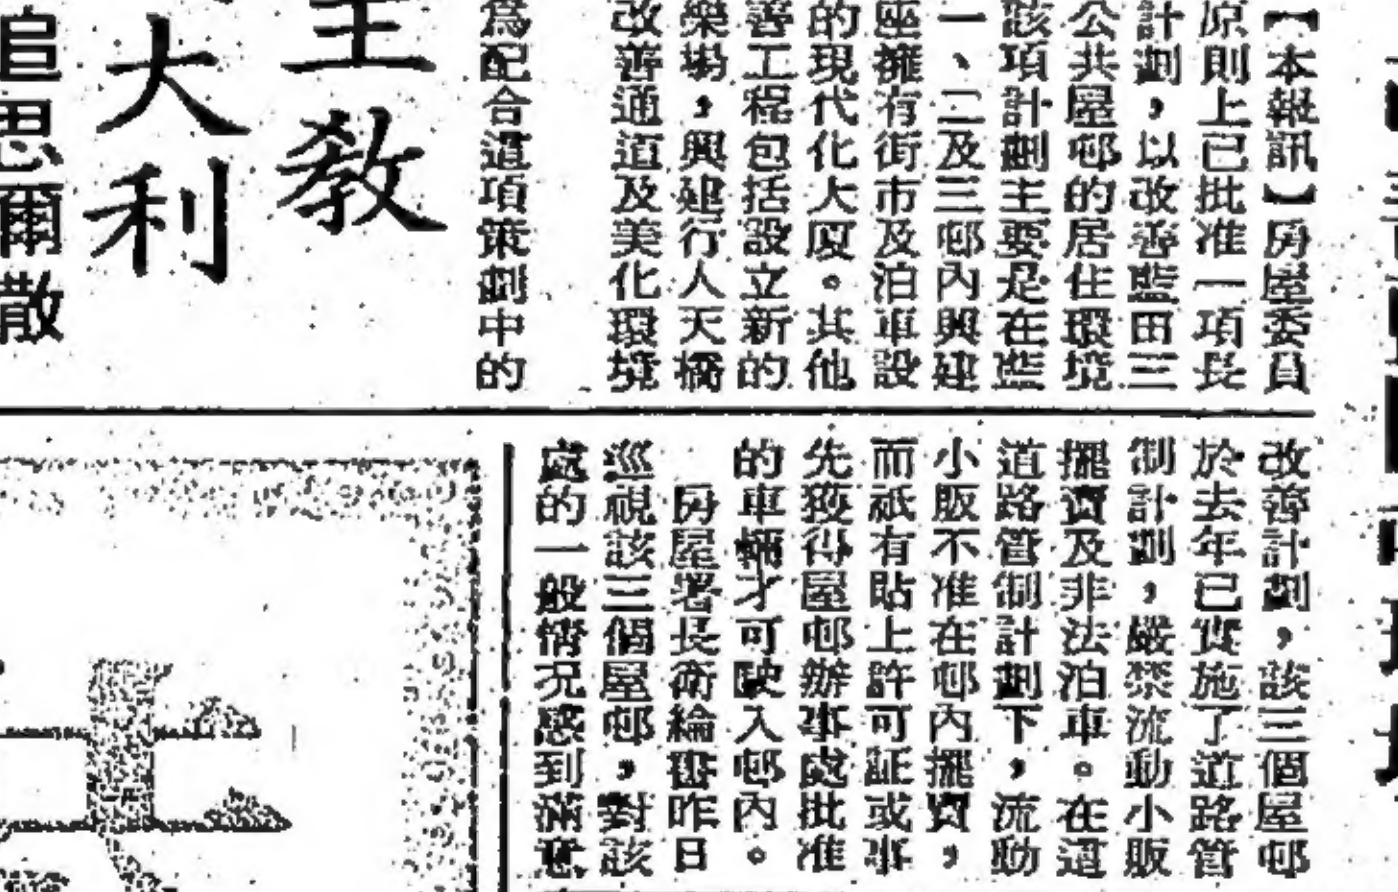 【本報訊】房屋委員
原則上已批准一項長
計劃，以改善藍田三
公共屋邨的居住環境
該項計劃主要是在藍
一、二及三邨內興建
座擁有街市及泊車設
的現代化大廈。其他
善工程包括設立新的
樂場，興建行人天橋
改善通道及美化環境
為配合這項策劃中的
改善計劃，該三個屋邨
於去年已實施了道路管
制計劃，嚴禁流動小販
擺賣及非法泊車。在這
道路管制計劃下，流動
小販不准在邨內擺賣，
而祇有貼上許可証或事
先獲得屋邨辦事處批准
的車輛才可駛入邨內。
房屋署長衛綸書昨日
巡視該三個屋邨，對該
處的一般情况感到滿意
主教
大利
追思彌撒